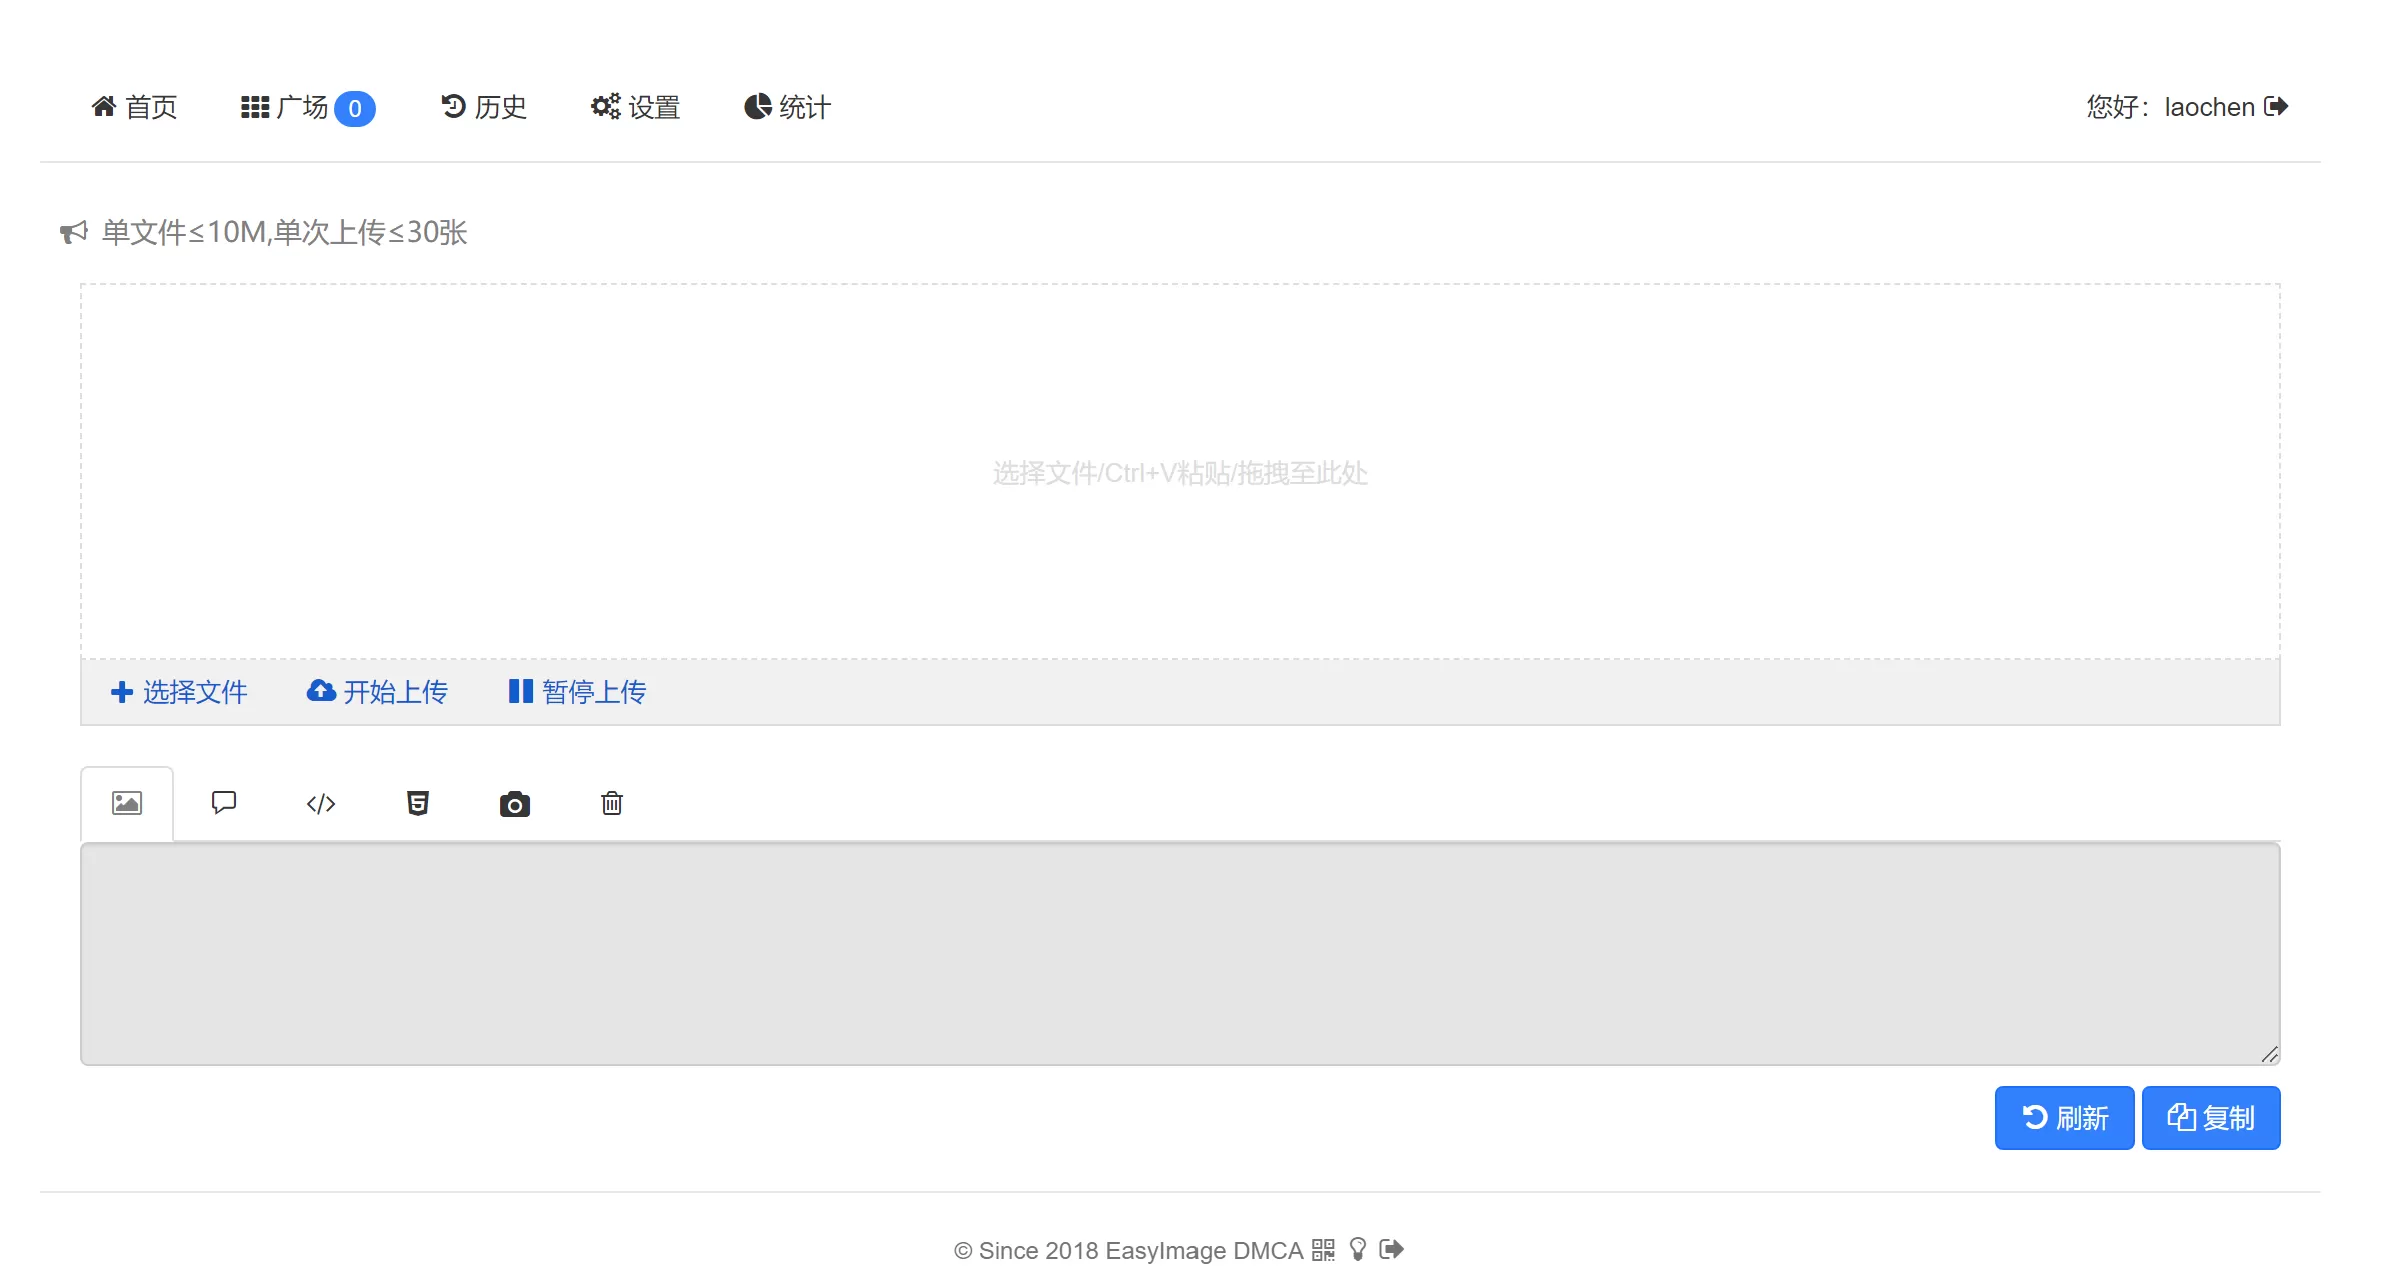 首页 广场 0 历史 设置 统计 您好：laochen
单文件≤10M,单次上传≤30张
选择文件/Ctrl+V粘贴/拖拽至此处
选择文件 开始上传 暂停上传
刷新 复制
© Since 2018 EasyImage DMCA